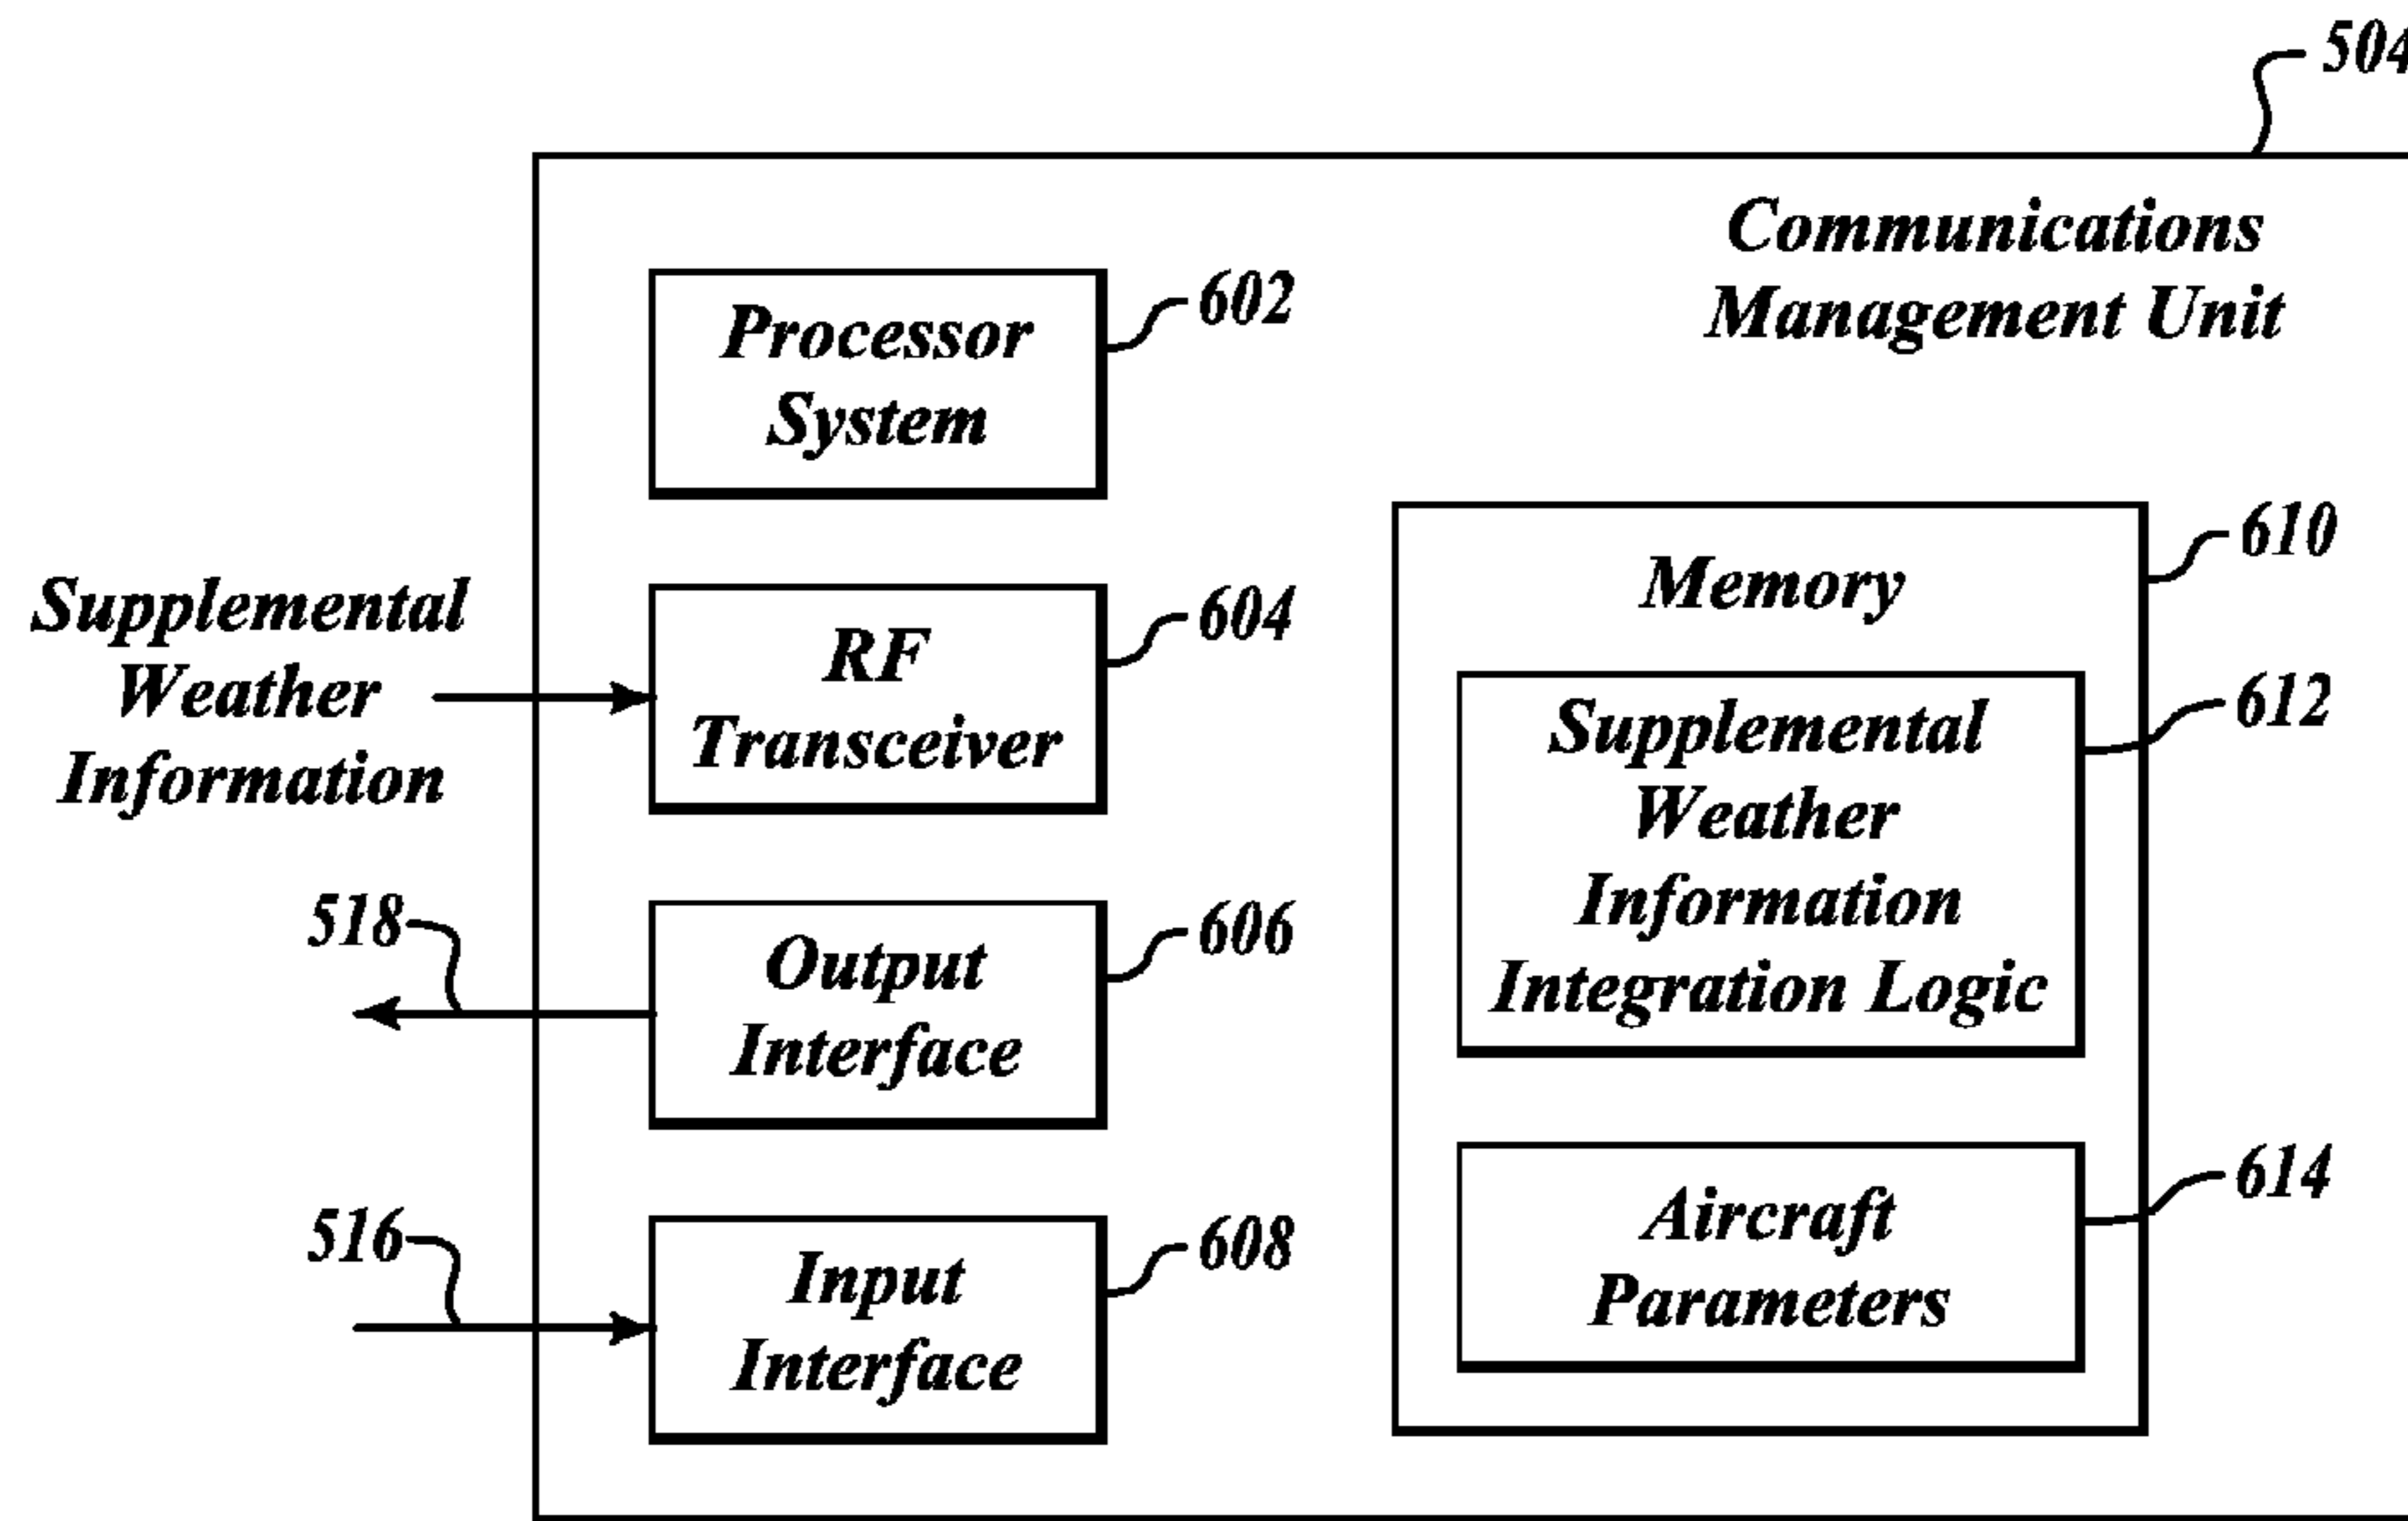 504
Communications
Management Unit
Processor
System
602
Supplemental
Weather
Information
RF
Transceiver
604
518
Output
Interface
606
516
Input
Interface
608
Memory
610
Supplemental
Weather
Information
Integration Logic
612
Aircraft
Parameters
614